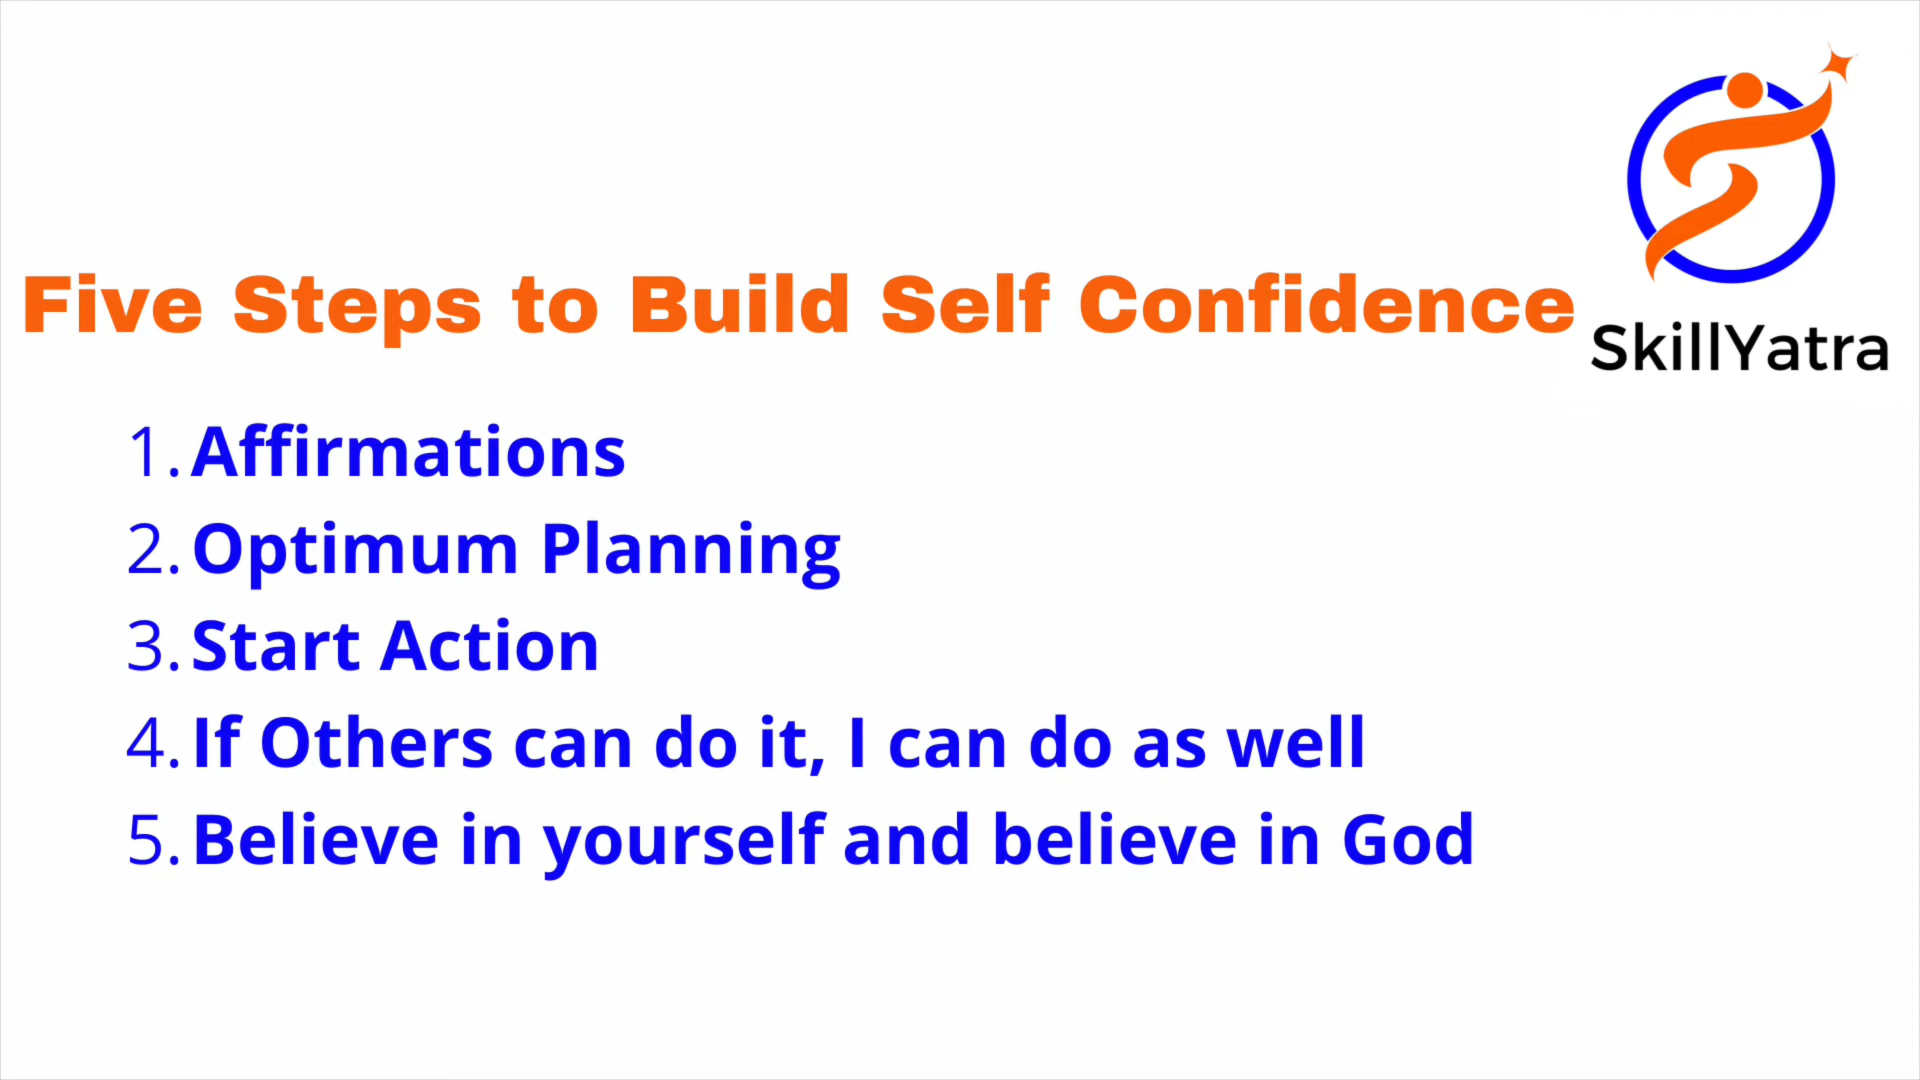 Five Steps to Build Self Confidence
SkillYatra
1. Affirmations
2. Optimum Planning
3. Start Action
4. If Others can do it, I can do as well
5. Believe in yourself and believe in God